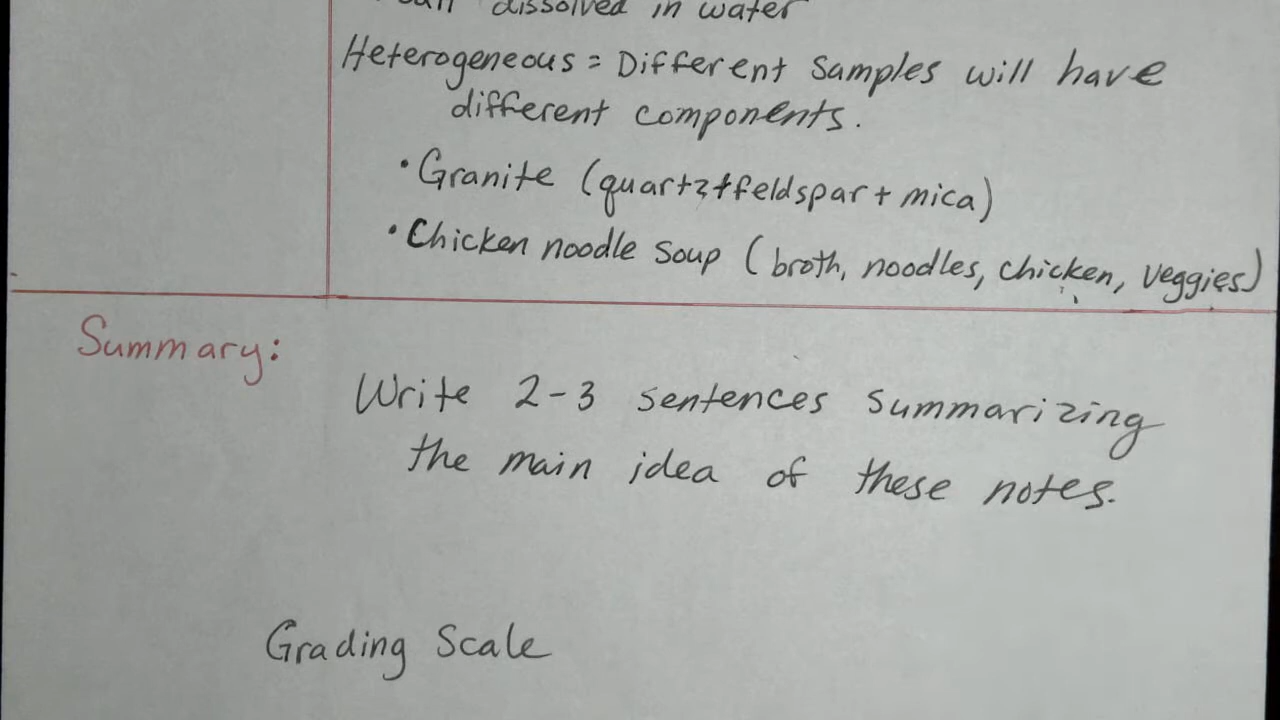 dissolved in water
Heterogeneous = Different Samples will have
different components.
• Granite (quartz+feldspar + mica)
• Chicken noodle soup (broth, noodles, chicken, veggies)
Summary:
Write 2-3 sentences summarizing
the main idea of these notes.
Grading Scale